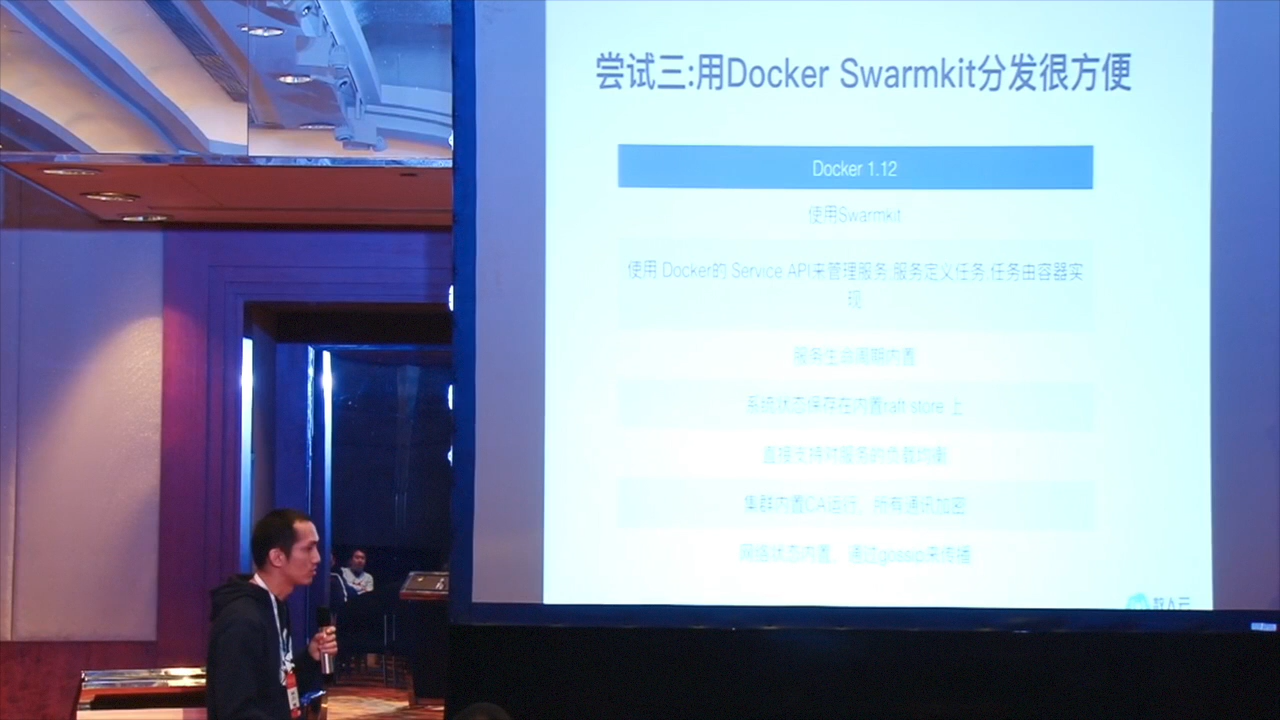 尝试三:用Docker Swarmkit分发很方便
Docker 1.12
使用Swarmkit
使用 Docker的 Service API来管理服务 服务定义任务 任务由容器实
现
服务生命周期内置
系统状态保存在内置raft store 上
直接支持对服务的负载均衡
集群内置CA运行，所有通讯加密
网络状态内置，通过gossip来传播
数人云